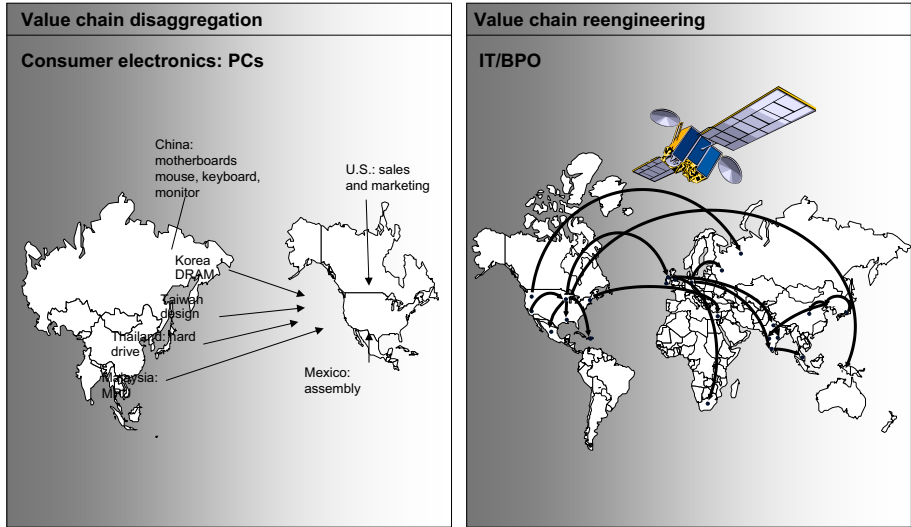 Value chain disaggregation
Consumer electronics: PCs
China:
motherboards
mouse, keyboard,
monitor
U.S.: sales
and marketing
Korea
DRAM
Taiwan
design
Thailand: hard
drive
Malaysia:
MPU
Mexico:
assembly
Value chain reengineering
IT/BPO